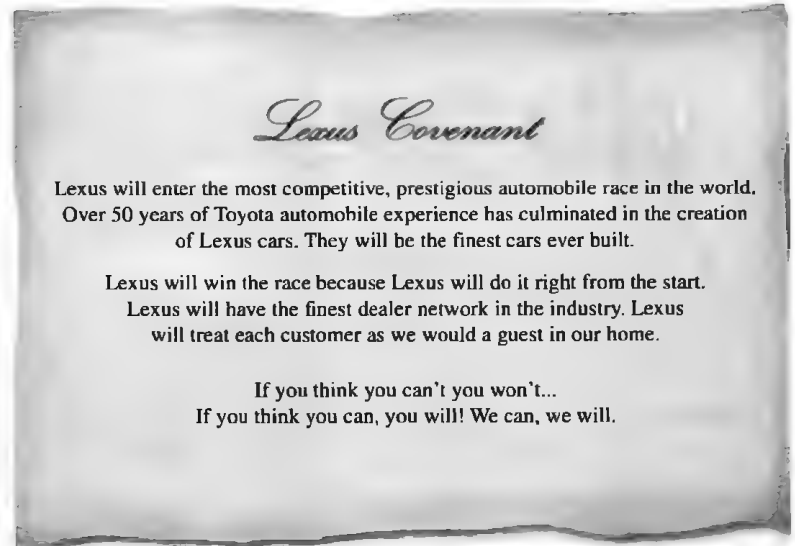 Lexus Covenant
Lexus will enter the most competitive, prestigious automobile race in the world.
Over 50 years of Toyota automobile experience has culminated in the creation
of Lexus cars. They will be the finest cars ever built.
Lexus will win the race because Lexus will do it right from the start.
Lexus will have the finest dealer network in the industry. Lexus
will treat each customer as we would a guest in our home.
If you think you can't you won't...
If you think you can, you will! We can, we will.